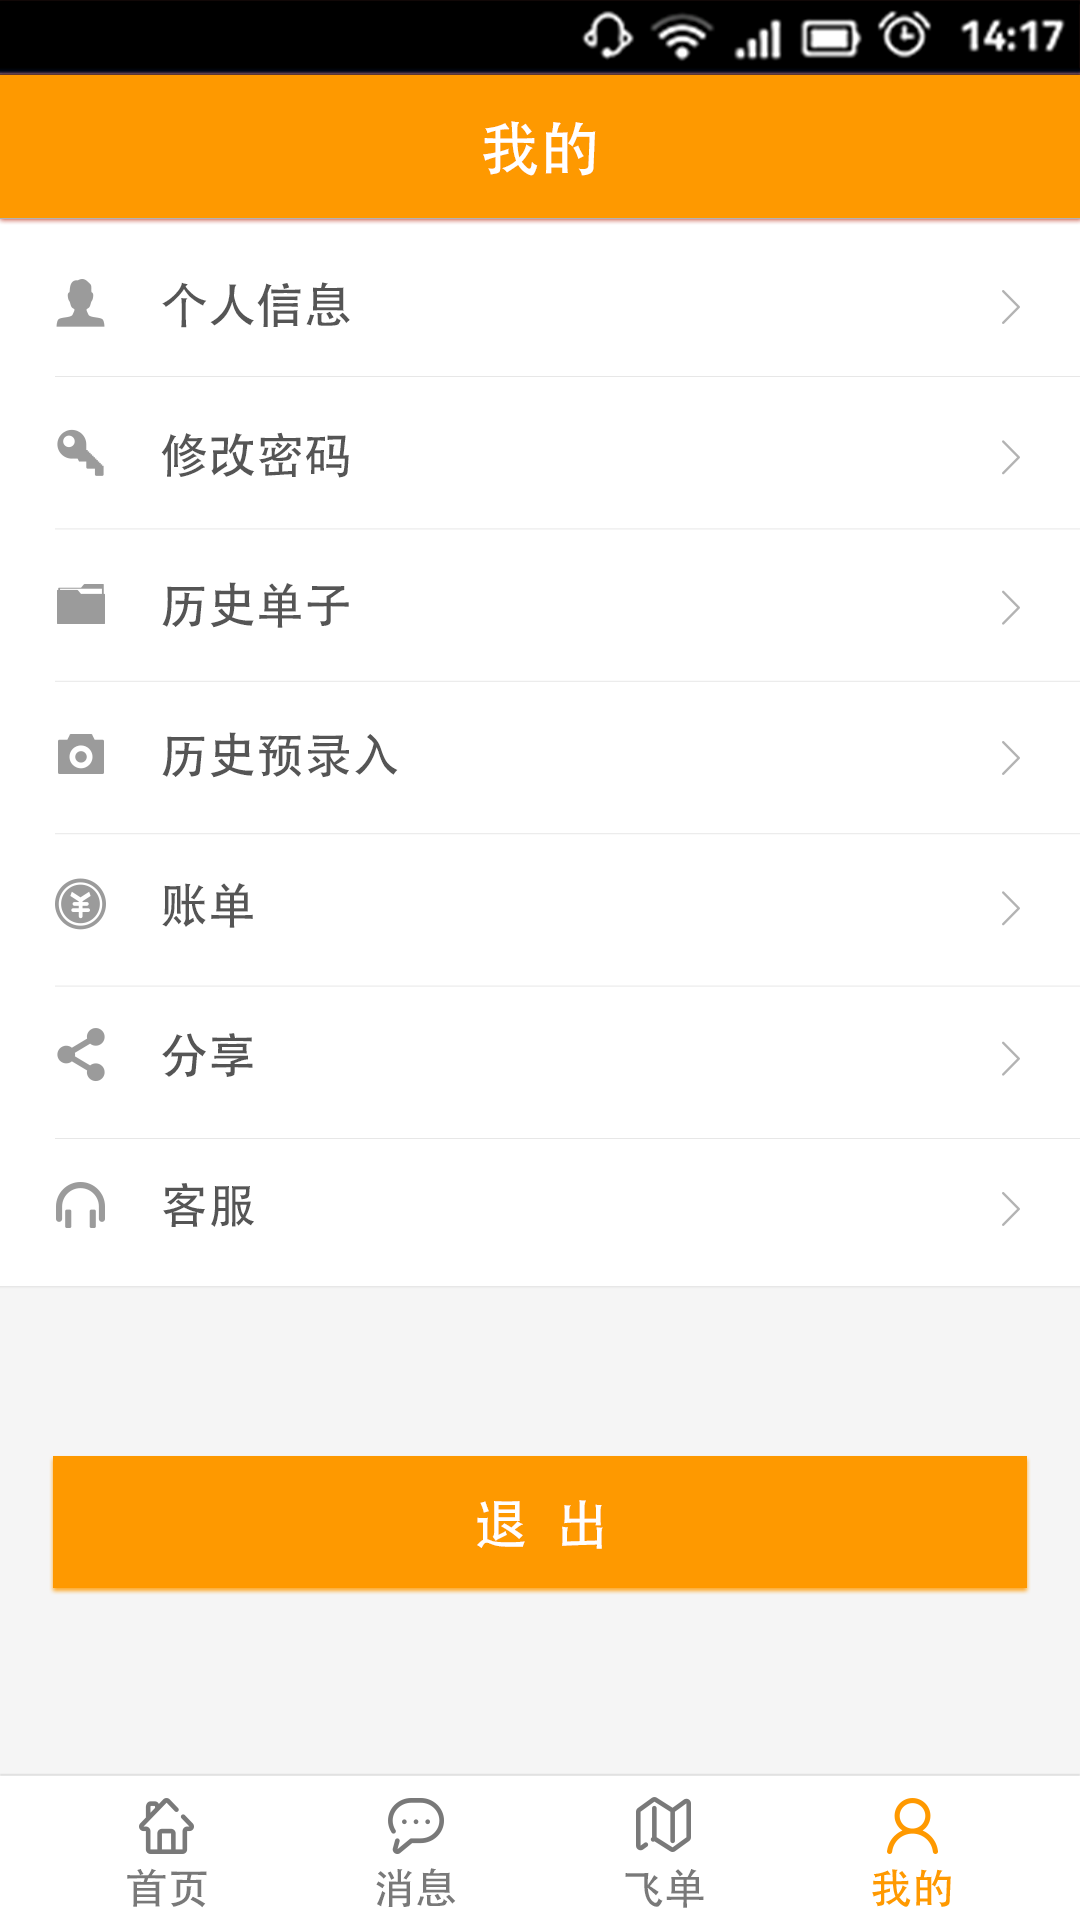 14:17
我的
个人信息
修改密码
历史单子
历史预录入
账单
分享
客服
退 出
首页 消息 飞单 我的